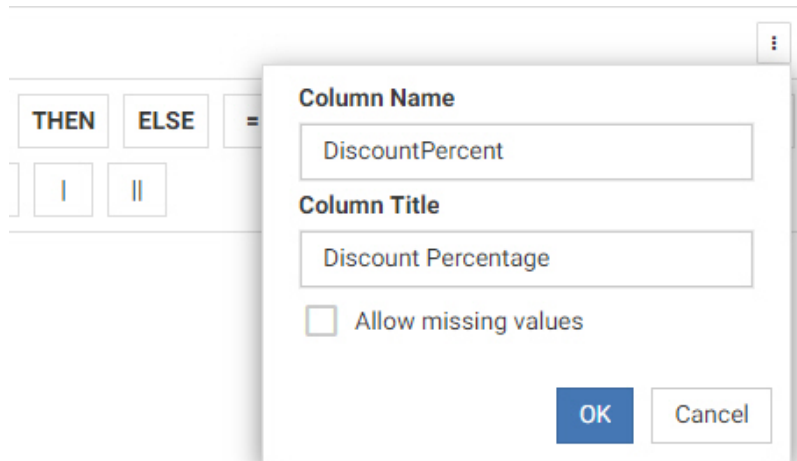 ⋮
Column Name
THEN ELSE =
DiscountPercent
| ||
Column Title
Discount Percentage
Allow missing values
OK Cancel